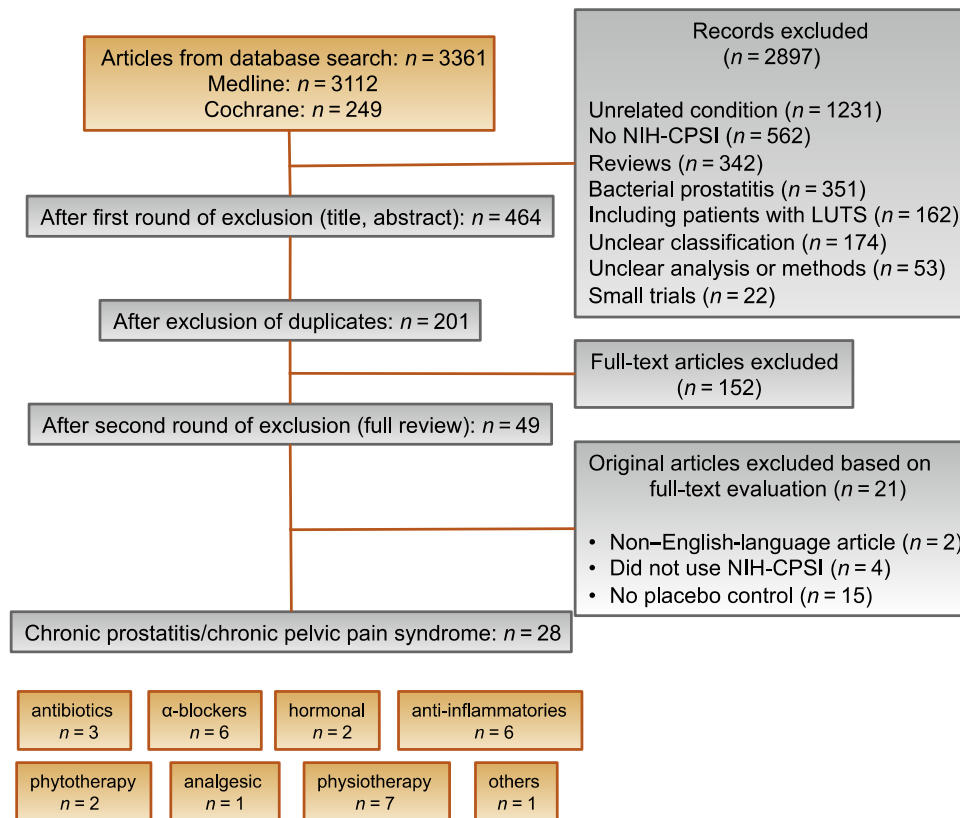 Articles from database search: n = 3361
Medline: n = 3112
Cochrane: n = 249
Records excluded
(n = 2897)
Unrelated condition (n = 1231)
No NIH-CPSI (n = 562)
Reviews (n = 342)
Bacterial prostatitis (n = 351)
Including patients with LUTS (n = 162)
Unclear classification (n = 174)
Unclear analysis or methods (n = 53)
Small trials (n = 22)
After first round of exclusion (title, abstract): n = 464
After exclusion of duplicates: n = 201
Full-text articles excluded
(n = 152)
After second round of exclusion (full review): n = 49
Original articles excluded based on
full-text evaluation (n = 21)
• Non–English-language article (n = 2)
• Did not use NIH-CPSI (n = 4)
• No placebo control (n = 15)
Chronic prostatitis/chronic pelvic pain syndrome: n = 28
antibiotics
n = 3
α-blockers
n = 6
hormonal
n = 2
anti-inflammatories
n = 6
phytotherapy
n = 2
analgesic
n = 1
physiotherapy
n = 7
others
n = 1